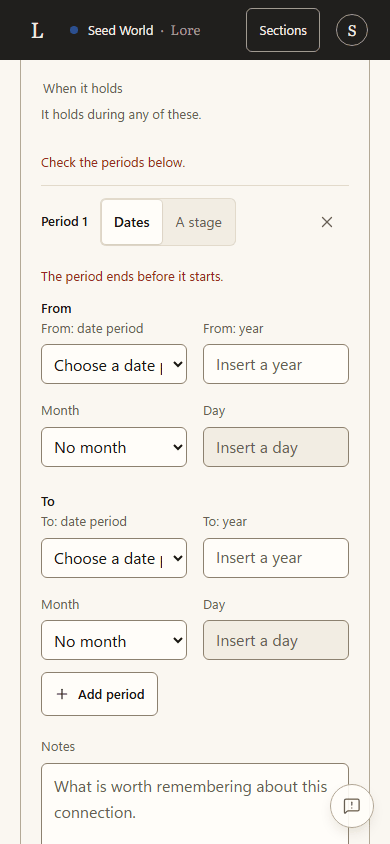 L Seed World · Lore Sections S
When it holds
It holds during any of these.
Check the periods below.
Period 1 Dates A stage
The period ends before it starts.
From
From: date period From: year
Choose a date Insert a year
Month Day
No month Insert a day
To
To: date period To: year
Choose a date Insert a year
Month Day
No month Insert a day
Add period
Notes
What is worth remembering about this
connection.